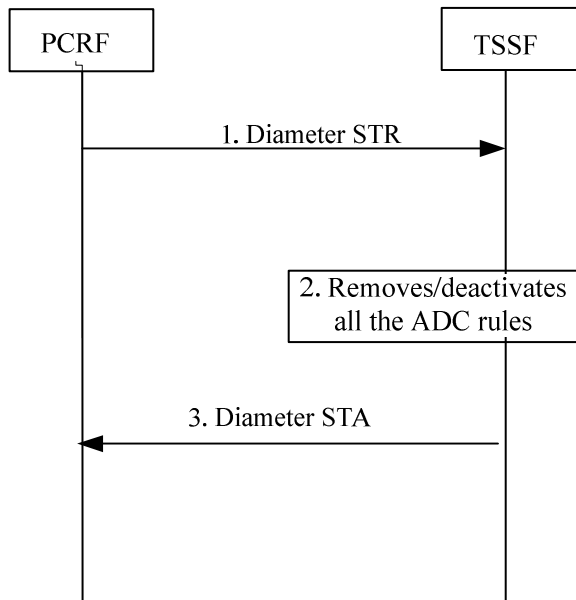 PCRF
TSSF
1. Diameter STR
2. Removes/deactivates
all the ADC rules
3. Diameter STA